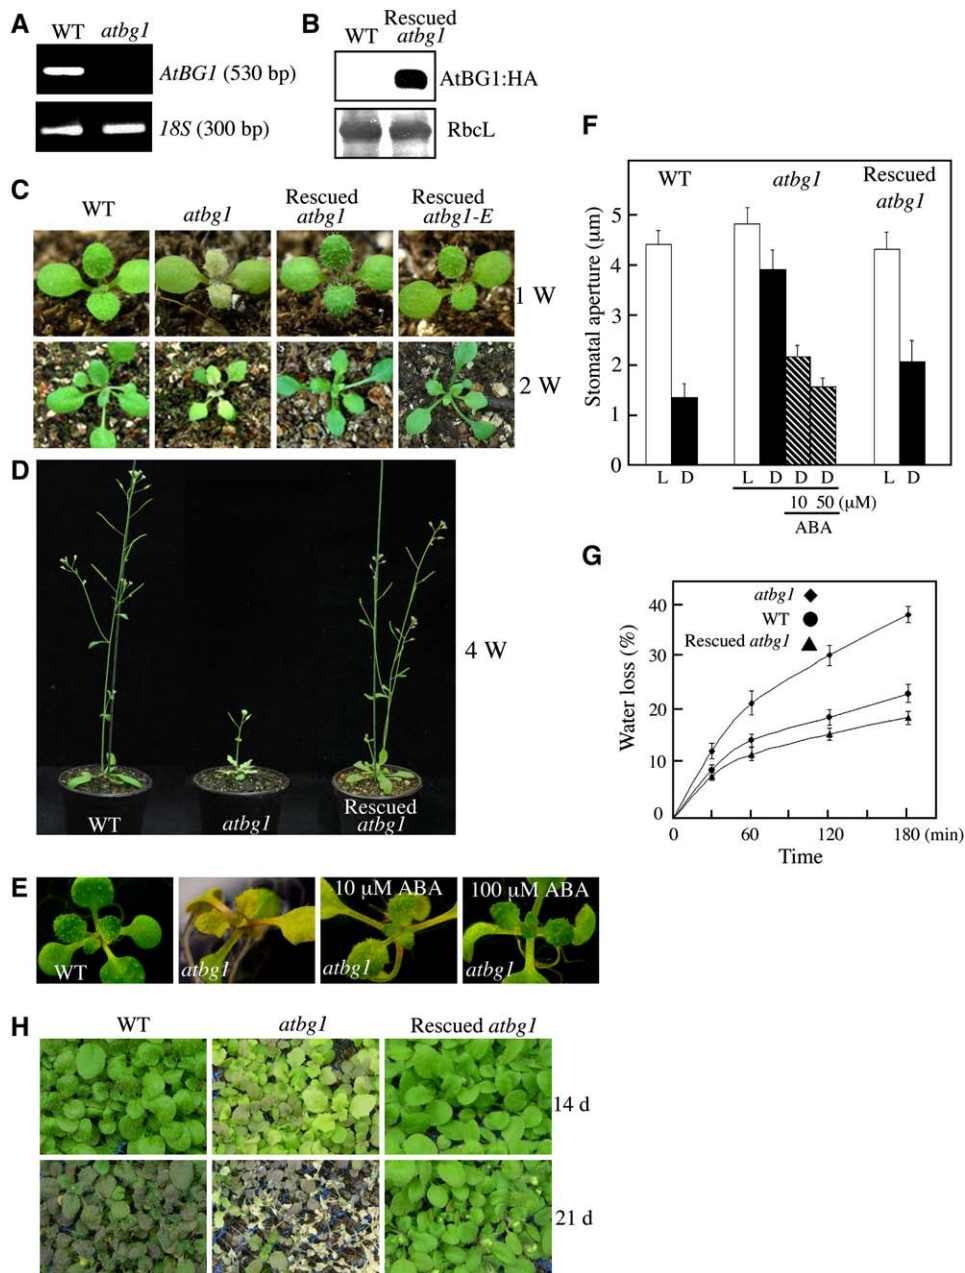 A
WT atbg1
AtBG1 (530 bp)
18S (300 bp)
B
WT Rescued atbg1
AtBG1:HA
RbcL
C
WT atbg1 Rescued atbg1 Rescued atbg1-E
1 W
2 W
D
4 W
WT atbg1 Rescued atbg1
E
WT
atbg1
10 μM ABA
atbg1
100 μM ABA
atbg1
F
WT atbg1 Rescued atbg1
Stomatal aperture (μm)
5
4
3
2
1
0
L D L D D D L D
10 50 (μM)
ABA
G
atbg1
WT
Rescued atbg1
Water loss (%)
40
30
20
10
0
0 60 120 180 (min)
Time
H
WT atbg1 Rescued atbg1
14 d
21 d